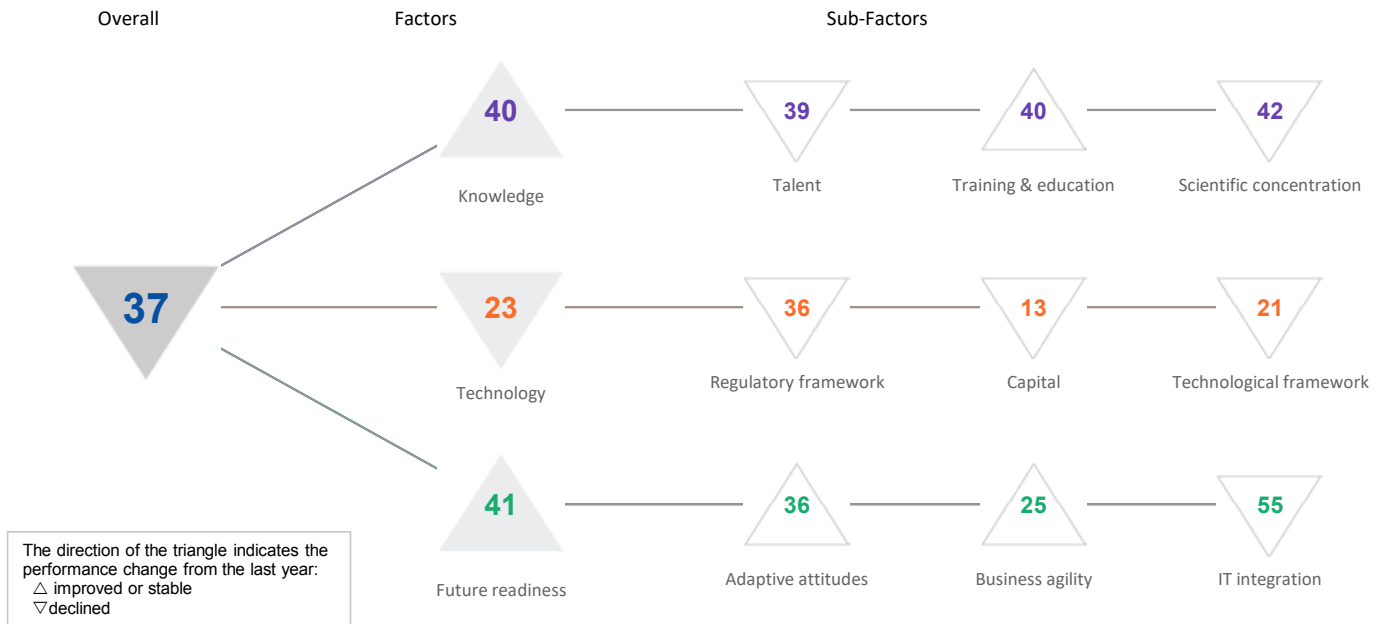 Overall
Factors
Sub-Factors
40
39
40
42
Knowledge
Talent
Training & education
Scientific concentration
37
23
36
13
21
Technology
Regulatory framework
Capital
Technological framework
41
36
25
55
Future readiness
Adaptive attitudes
Business agility
IT integration
The direction of the triangle indicates the
performance change from the last year:
△ improved or stable
▽declined